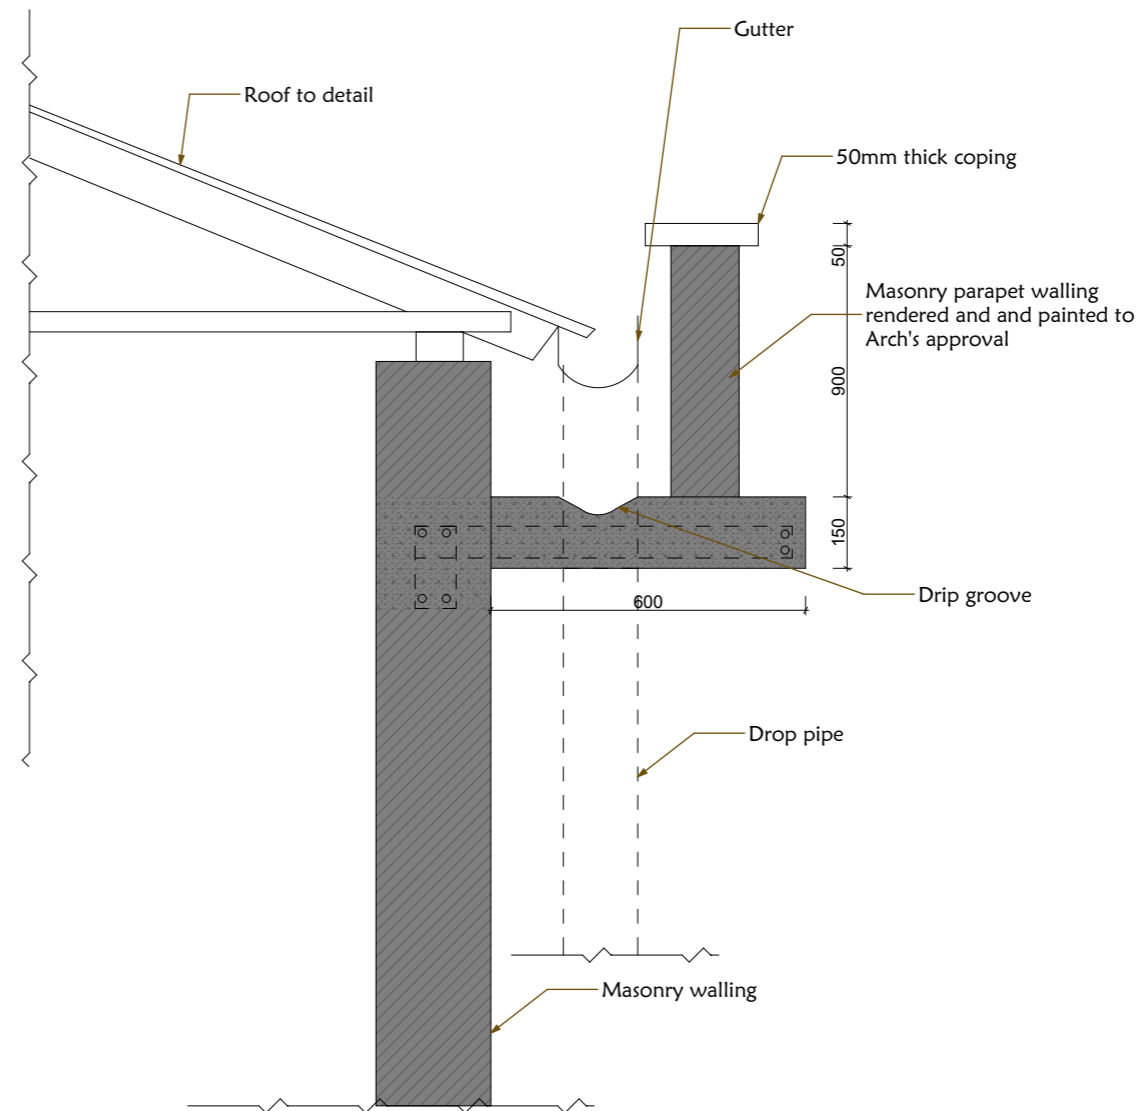 Gutter
Roof to detail
50mm thick coping
50
Masonry parapet walling
rendered and and painted to
Arch's approval
900
150
Drip groove
600
Drop pipe
Masonry walling